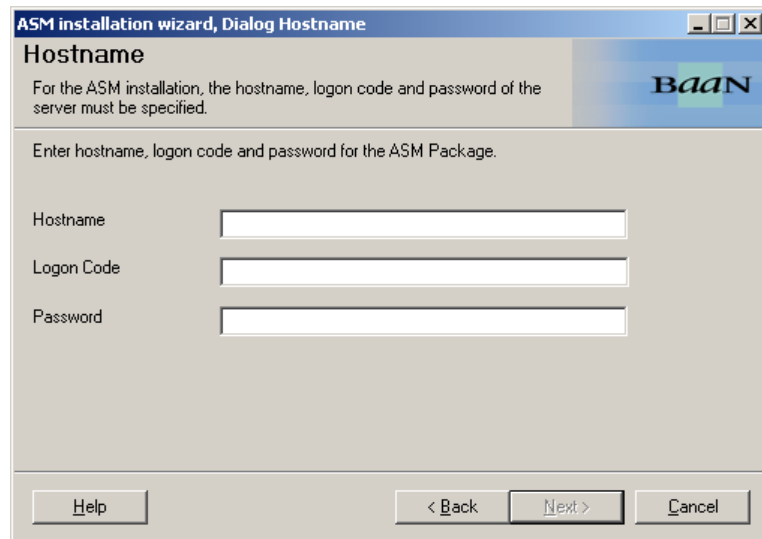 ASM installation wizard, Dialog Hostname
Hostname
For the ASM installation, the hostname, logon code and password of the
server must be specified.
BaaN
Enter hostname, logon code and password for the ASM Package.
Hostname
Logon Code
Password
Help
< Back
Next >
Cancel